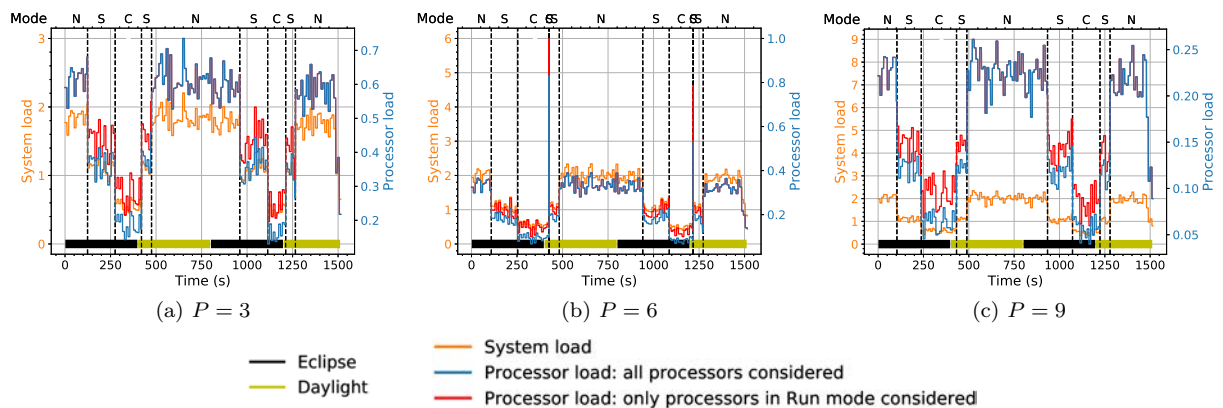 Mode N S C S N S C S N
3
2
1
0
System load
0.7
0.6
0.5
0.4
0.3
0.2
Processor load
0 250 500 750 1000 1250 1500
Time (s)
(a) P = 3
N S C S N S C S N
6
5
4
3
2
1
0
System load
1.0
0.8
0.6
0.4
0.2
Processor load
0 250 500 750 1000 1250 1500
Time (s)
(b) P = 6
Mode N S C S N S C S N
9
8
7
6
5
4
3
2
1
0
System load
0.25
0.20
0.15
0.10
0.05
Processor load
0 250 500 750 1000 1250 1500
Time (s)
(c) P = 9
Eclipse
Daylight
System load
Processor load: all processors considered
Processor load: only processors in Run mode considered